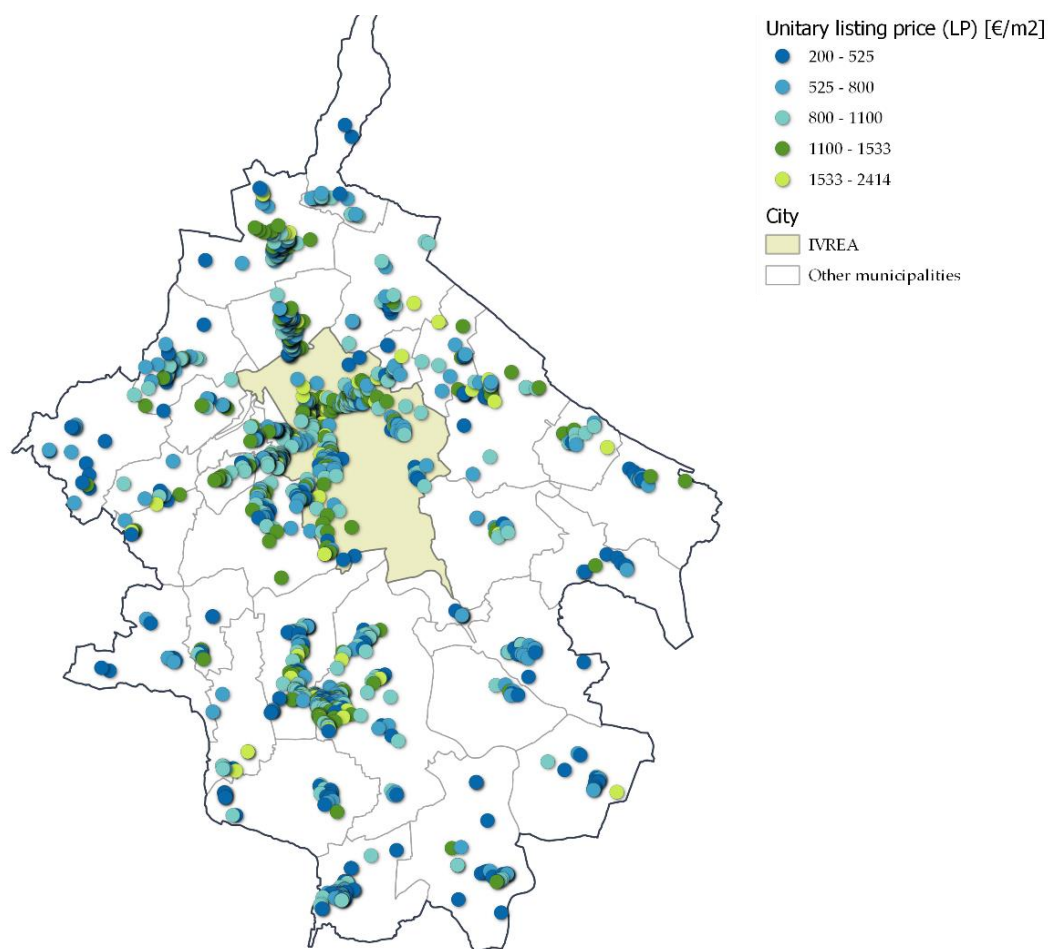 Unitary listing price (LP) [€/m2]
200 - 525
525 - 800
800 - 1100
1100 - 1533
1533 - 2414
City
IVREA
Other municipalities